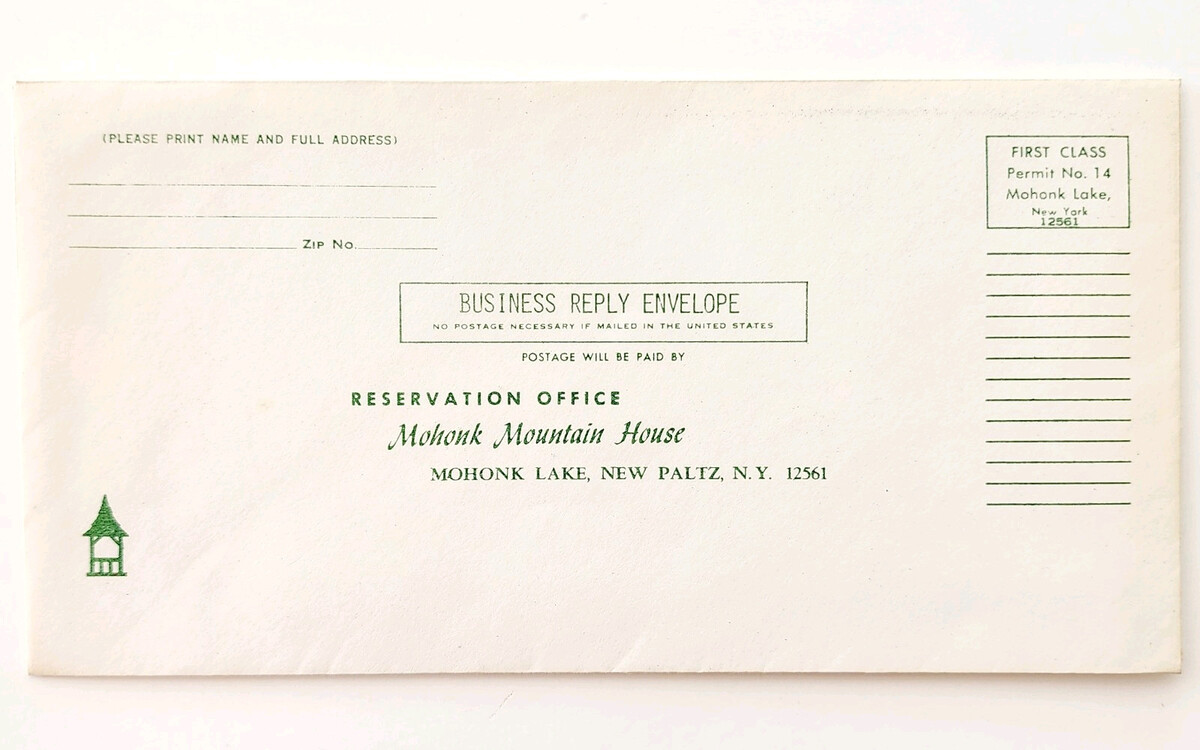 (PLEASE PRINT NAME AND FULL ADDRESS)
ZIP NO.
FIRST CLASS
Permit No. 14
Mohonk Lake,
New York
12561
BUSINESS REPLY ENVELOPE
NO POSTAGE NECESSARY IF MAILED IN THE UNITED STATES
POSTAGE WILL BE PAID BY
RESERVATION OFFICE
Mohonk Mountain House
MOHONK LAKE, NEW PALTZ, N.Y. 12561